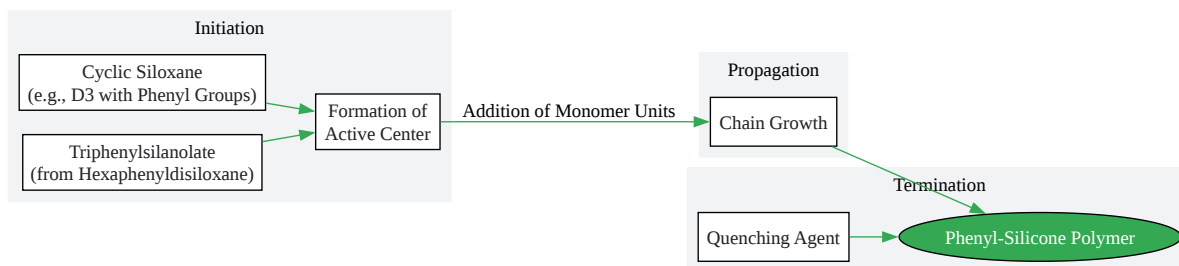 Initiation
Cyclic Siloxane
(e.g., D3 with Phenyl Groups)
Triphenylsilanolate
(from Hexaphenyldisiloxane)
Formation of
Active Center
Addition of Monomer Units
Propagation
Chain Growth
Termination
Quenching Agent
Phenyl-Silicone Polymer